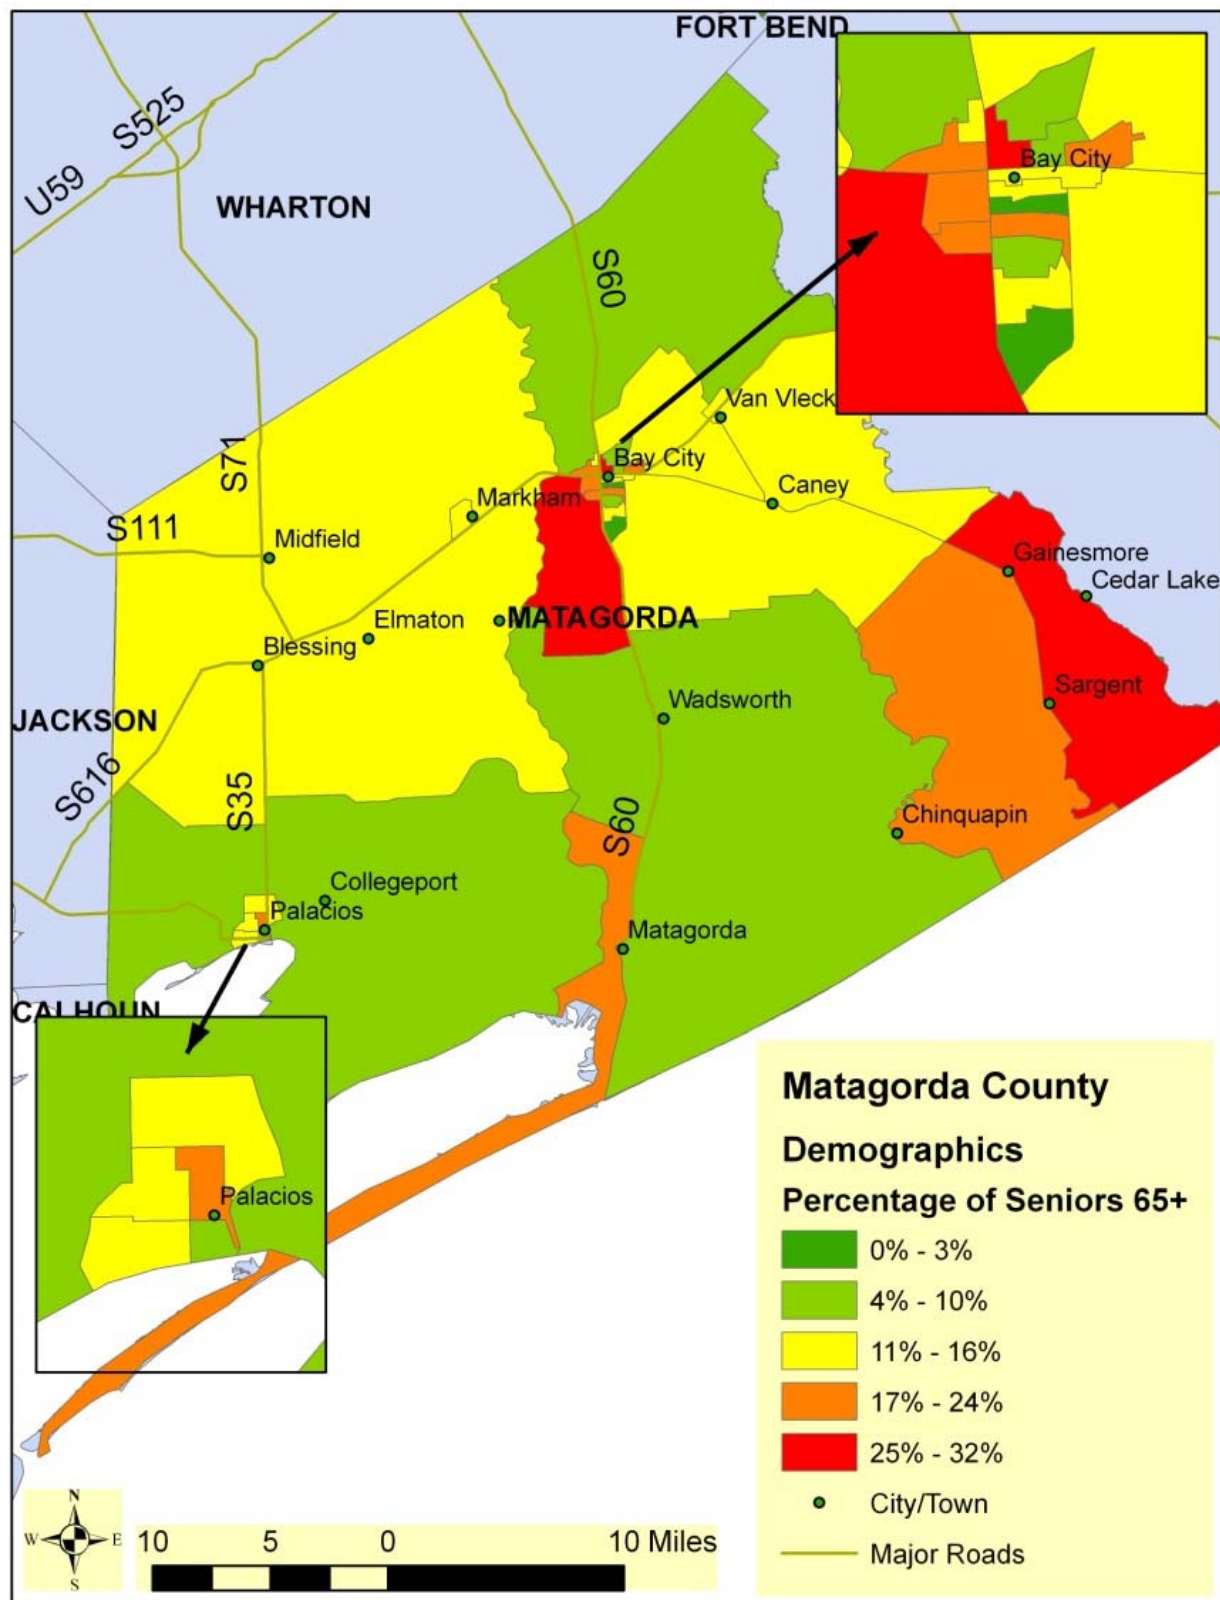 FORT BEND
S525
U59
WHARTON
S60
Bay City
Van Vleck
Bay City
S71
Markham
Caney
S111
Midfield
Gainesmore
Cedar Lake
Elmaton
MATAGORDA
Blessing
Sargent
Wadsworth
JACKSON
S616
S35
S60
Chinquapin
Collegeport
Palacios
Matagorda
CALHOUN
Palacios
Matagorda County
Demographics
Percentage of Seniors 65+
0% - 3%
4% - 10%
11% - 16%
17% - 24%
25% - 32%
City/Town
Major Roads
N
W E
S
10 5 0 10 Miles